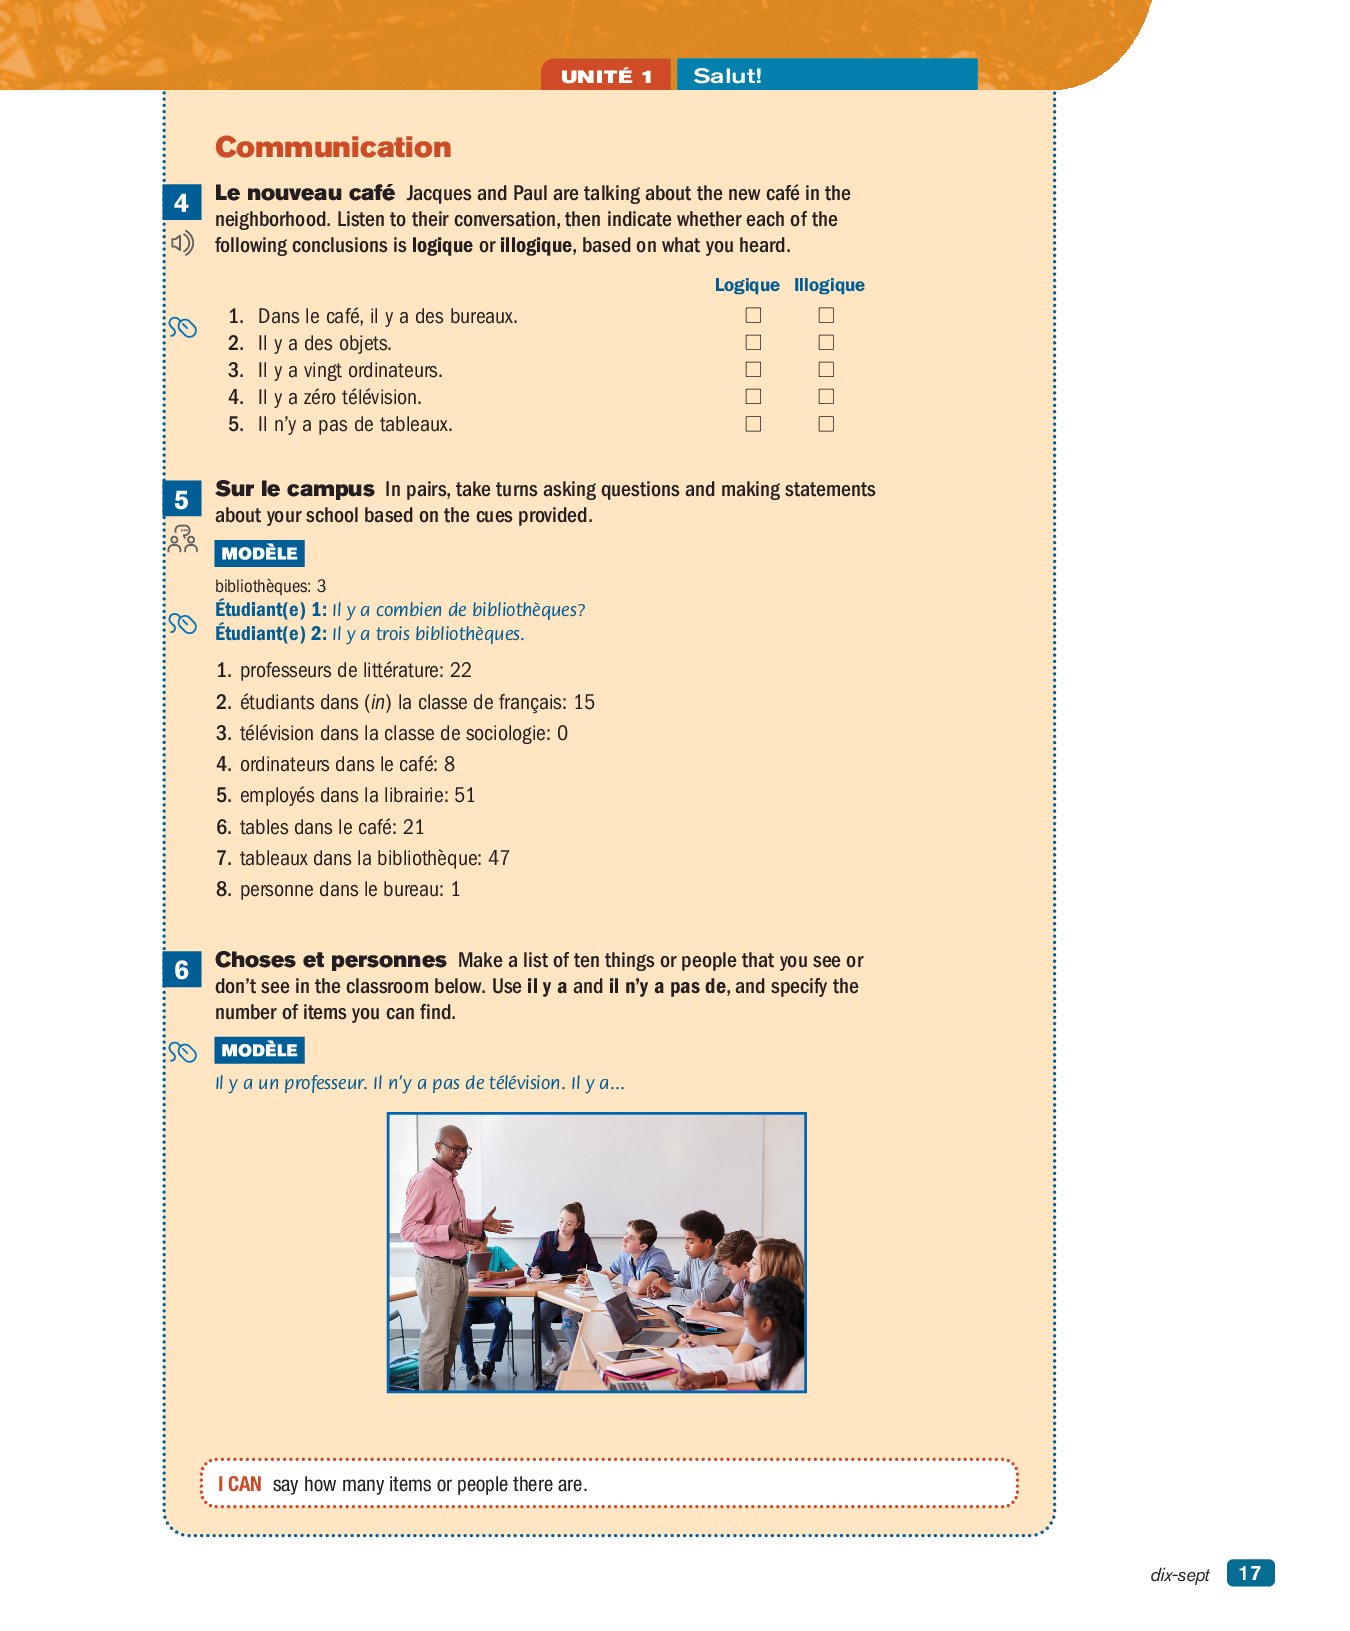 UNITÉ 1 Salut!
Communication
4 Le nouveau café Jacques and Paul are talking about the new café in the
neighborhood. Listen to their conversation, then indicate whether each of the
following conclusions is logique or illogique, based on what you heard.
Logique Illogique
1. Dans le café, il y a des bureaux.
2. Il y a des objets.
3. Il y a vingt ordinateurs.
4. Il y a zéro télévision.
5. Il n'y a pas de tableaux.
5 Sur le campus In pairs, take turns asking questions and making statements
about your school based on the cues provided.
MODÈLE
bibliothèques: 3
Étudiant(e) 1: Il y a combien de bibliothèques?
Étudiant(e) 2: Il y a trois bibliothèques.
1. professeurs de littérature: 22
2. étudiants dans (in) la classe de français: 15
3. télévision dans la classe de sociologie: 0
4. ordinateurs dans le café: 8
5. employés dans la librairie: 51
6. tables dans le café: 21
7. tableaux dans la bibliothèque: 47
8. personne dans le bureau: 1
6 Choses et personnes Make a list of ten things or people that you see or
don't see in the classroom below. Use il y a and il n'y a pas de, and specify the
number of items you can find.
MODÈLE
Il y a un professeur. Il n'y a pas de télévision. Il y a...
I CAN say how many items or people there are.
dix-sept 17